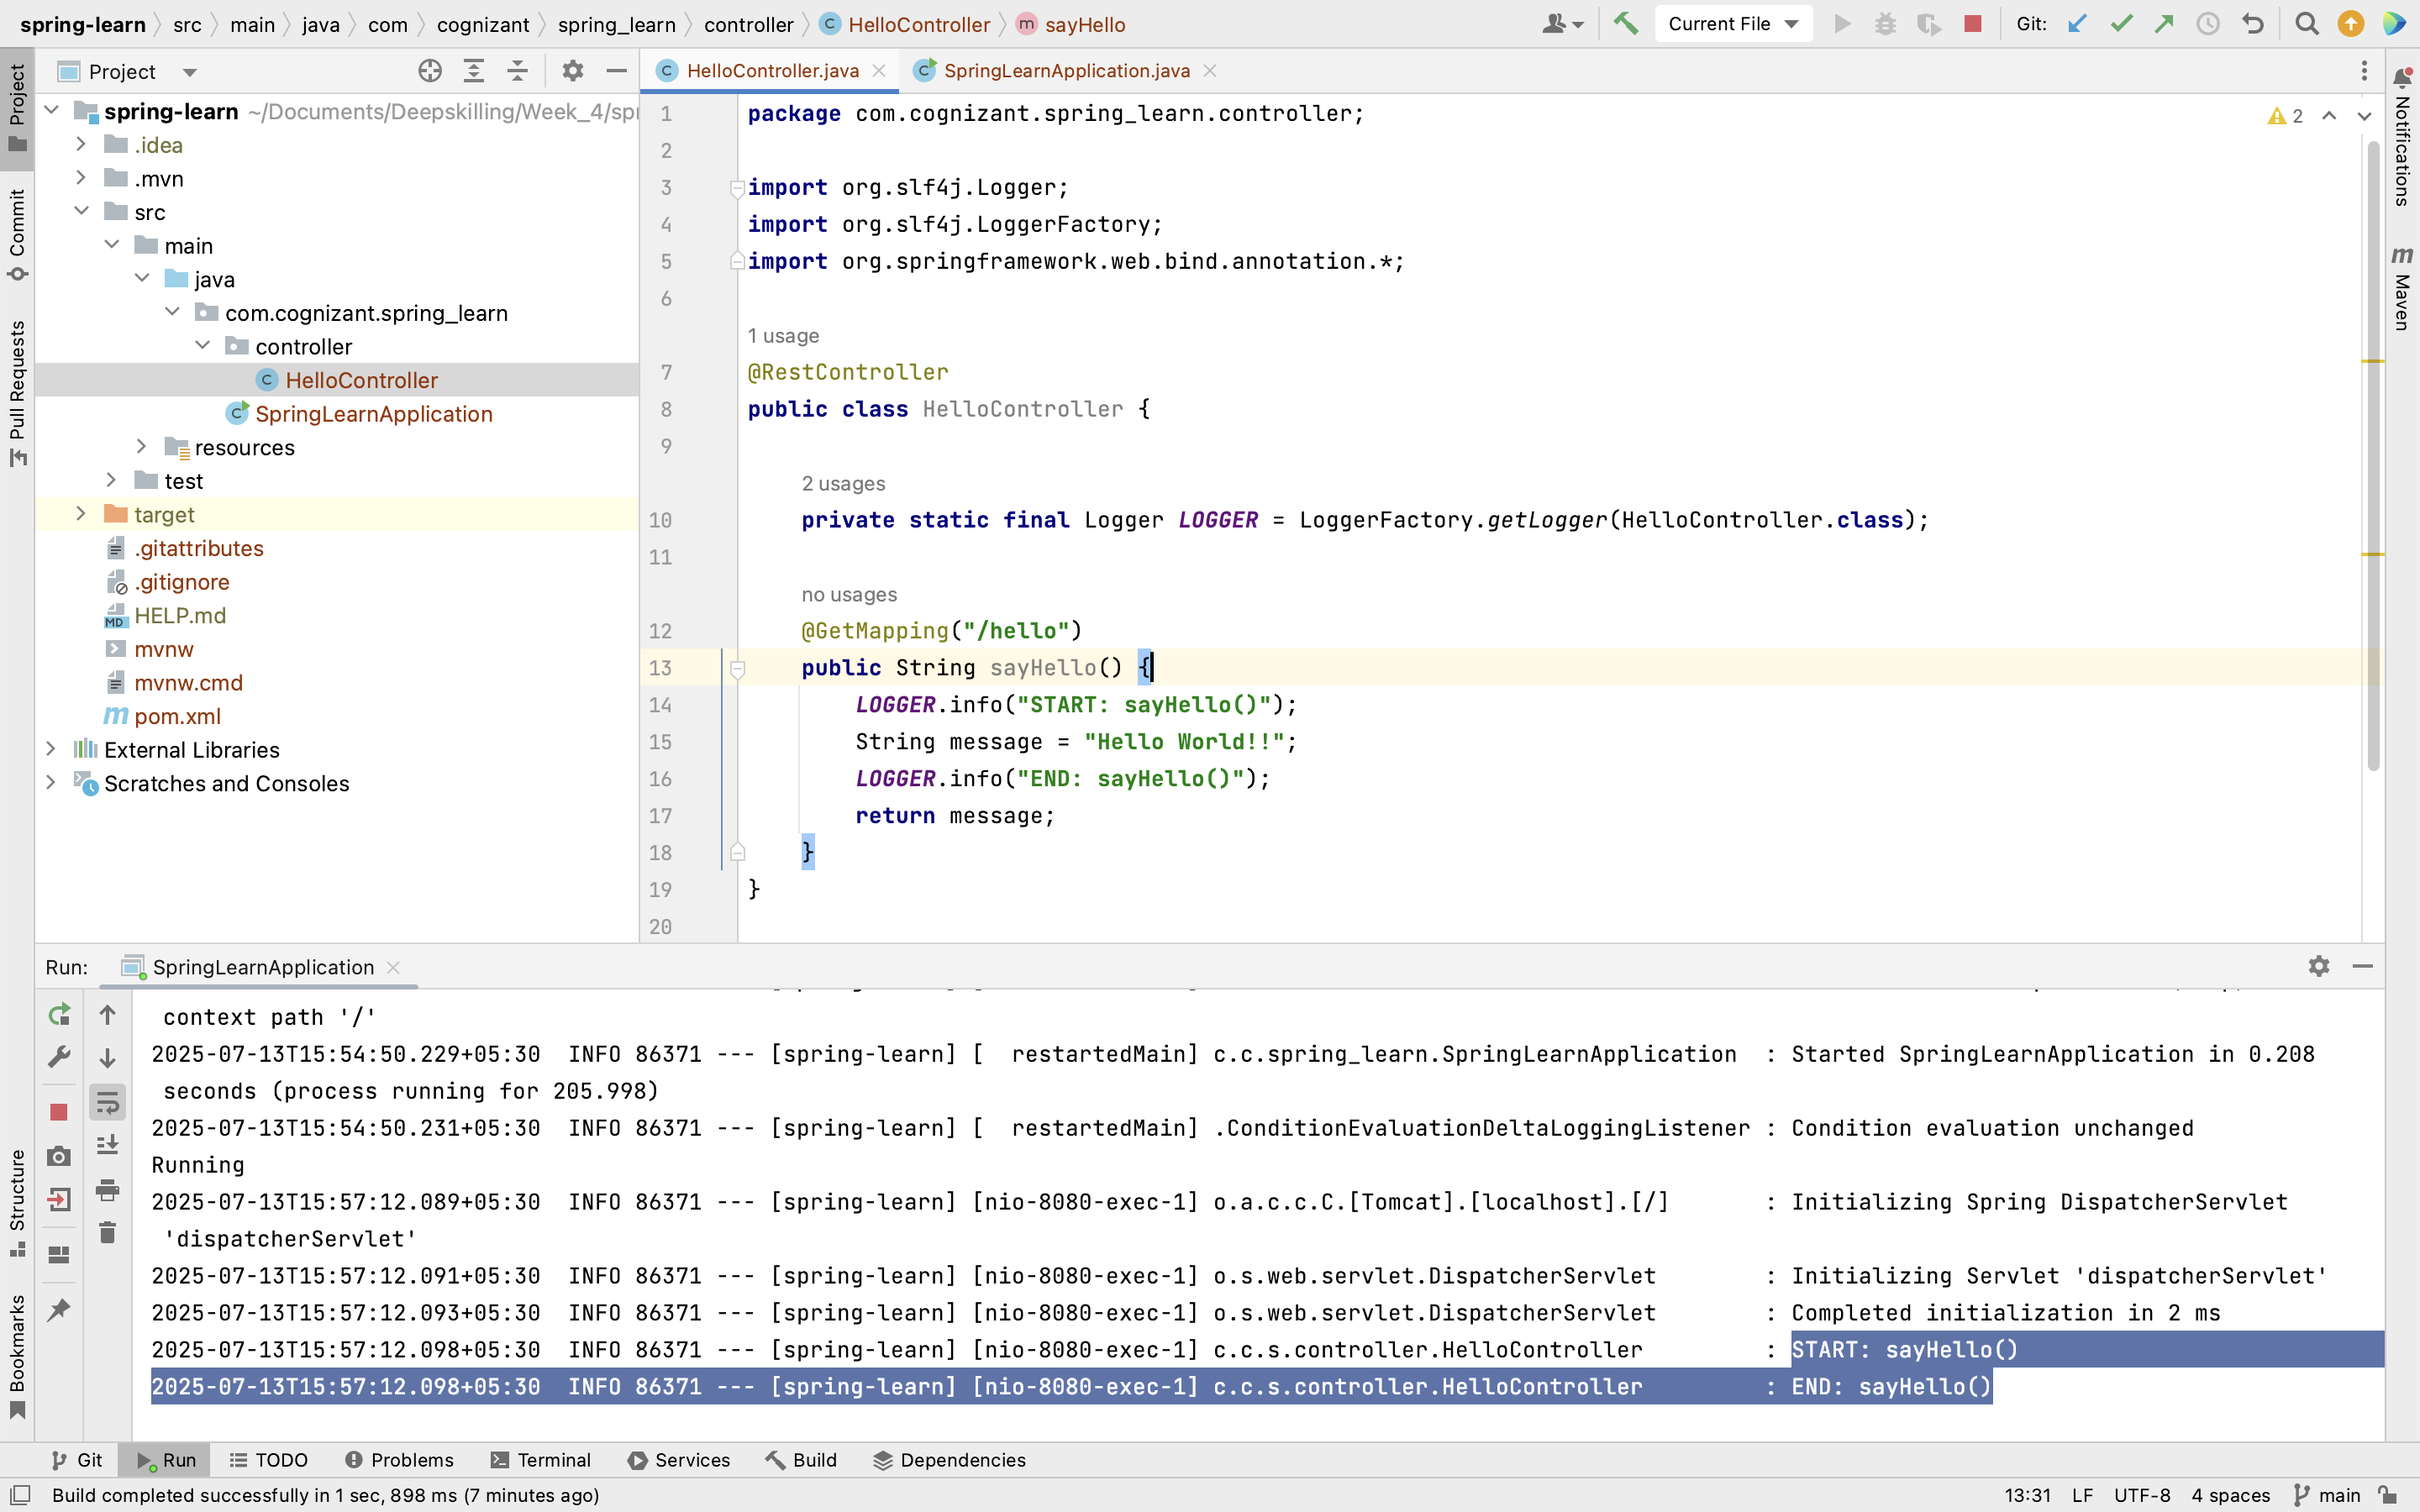 spring-learn src main java com cognizant spring_learn controller HelloController sayHello Current File Git:
Project
HelloController.java SpringLearnApplication.java
spring-learn ~/Documents/Deepskilling/Week_4/spr
.idea
.mvn
src
main
java
com.cognizant.spring_learn
controller
HelloController
SpringLearnApplication
resources
test
target
.gitattributes
.gitignore
HELP.md
mvnw
mvnw.cmd
pom.xml
External Libraries
Scratches and Consoles
Project
Commit
Pull Requests
Structure
Bookmarks
1 package com.cognizant.spring_learn.controller;
2
3 import org.slf4j.Logger;
4 import org.slf4j.LoggerFactory;
5 import org.springframework.web.bind.annotation.*;
6
1 usage
7 @RestController
8 public class HelloController {
9
2 usages
10 private static final Logger LOGGER = LoggerFactory.getLogger(HelloController.class);
11
no usages
12 @GetMapping("/hello")
13 public String sayHello() {
14 LOGGER.info("START: sayHello()");
15 String message = "Hello World!!";
16 LOGGER.info("END: sayHello()");
17 return message;
18 }
19 }
20
2
Notifications
Maven
Run: SpringLearnApplication
context path '/'
2025-07-13T15:54:50.229+05:30  INFO 86371 --- [spring-learn] [  restartedMain] c.c.spring_learn.SpringLearnApplication  : Started SpringLearnApplication in 0.208
seconds (process running for 205.998)
2025-07-13T15:54:50.231+05:30  INFO 86371 --- [spring-learn] [  restartedMain] .ConditionEvaluationDeltaLoggingListener : Condition evaluation unchanged
Running
2025-07-13T15:57:12.089+05:30  INFO 86371 --- [spring-learn] [nio-8080-exec-1] o.a.c.c.C.[Tomcat].[localhost].[/]       : Initializing Spring DispatcherServlet
'dispatcherServlet'
2025-07-13T15:57:12.091+05:30  INFO 86371 --- [spring-learn] [nio-8080-exec-1] o.s.web.servlet.DispatcherServlet        : Initializing Servlet 'dispatcherServlet'
2025-07-13T15:57:12.093+05:30  INFO 86371 --- [spring-learn] [nio-8080-exec-1] o.s.web.servlet.DispatcherServlet        : Completed initialization in 2 ms
2025-07-13T15:57:12.098+05:30  INFO 86371 --- [spring-learn] [nio-8080-exec-1] c.c.s.controller.HelloController         : START: sayHello()
2025-07-13T15:57:12.098+05:30  INFO 86371 --- [spring-learn] [nio-8080-exec-1] c.c.s.controller.HelloController         : END: sayHello()
Git Run TODO Problems Terminal Services Build Dependencies
Build completed successfully in 1 sec, 898 ms (7 minutes ago) 13:31 LF UTF-8 4 spaces main